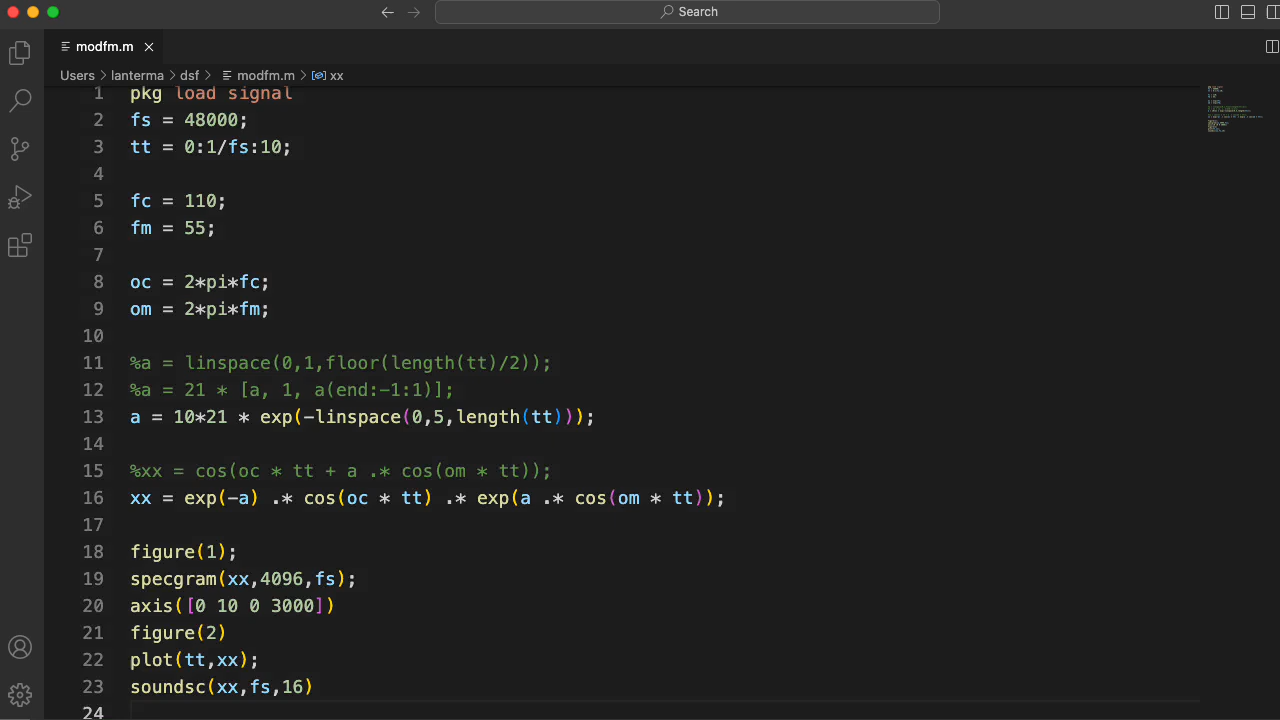 Search
modfm.m
Users > lanterma > dsf > modfm.m > xx
1 pkg load signal
2 fs = 48000;
3 tt = 0:1/fs:10;
4
5 fc = 110;
6 fm = 55;
7
8 oc = 2*pi*fc;
9 om = 2*pi*fm;
10
11 %a = linspace(0,1,floor(length(tt)/2));
12 %a = 21 * [a, 1, a(end:-1:1)];
13 a = 10*21 * exp(-linspace(0,5,length(tt)));
14
15 %xx = cos(oc * tt + a .* cos(om * tt));
16 xx = exp(-a) .* cos(oc * tt) .* exp(a .* cos(om * tt));
17
18 figure(1);
19 specgram(xx,4096,fs);
20 axis([0 10 0 3000])
21 figure(2)
22 plot(tt,xx);
23 soundsc(xx,fs,16)
24